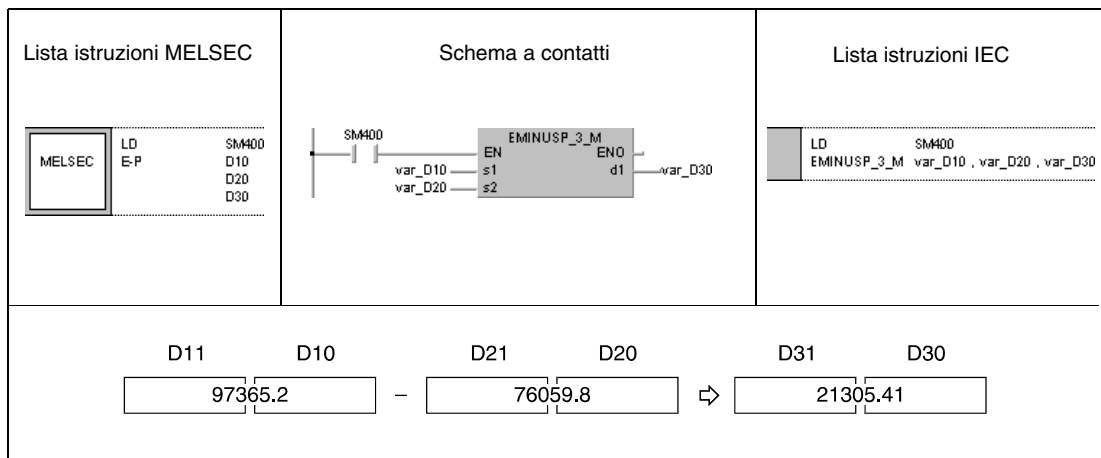 Lista istruzioni MELSEC
Schema a contatti
Lista istruzioni IEC
MELSEC
LD SM400
E-P D10
D20
D30
SM400
EMINUSP_3_M
EN ENO
var_D10 s1 d1 var_D30
var_D20 s2
LD SM400
EMINUSP_3_M var_D10 , var_D20 , var_D30
D11 D10 D21 D20 D31 D30
97365.2 – 76059.8 ⇨ 21305.41